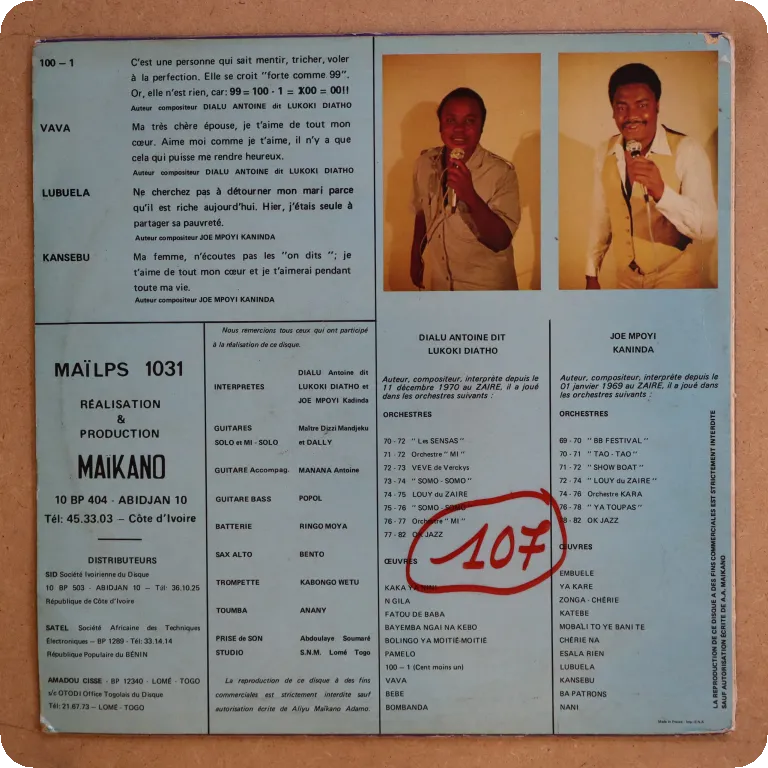 100 – 1
C'est une personne qui sait mentir, tricher, voler
à la perfection. Elle se croit "forte comme 99".
Or, elle n'est rien, car: 99 = 100 - 1 = 100 = 00!!
Auteur compositeur DIALU ANTOINE dit LUKOKI DIATHO
VAVA
Ma très chère épouse, je t'aime de tout mon
cœur. Aime moi comme je t'aime, il n'y a que
cela qui puisse me rendre heureux.
Auteur compositeur DIALU ANTOINE dit LUKOKI DIATHO
LUBUELA
Ne cherchez pas à détourner mon mari parce
qu'il est riche aujourd'hui. Hier, j'étais seule à
partager sa pauvreté.
Auteur compositeur JOE MPOYI KANINDA
KANSEBU
Ma femme, n'écoutes pas les "on dits"; je
t'aime de tout mon cœur et je t'aimerai pendant
toute ma vie.
Auteur compositeur JOE MPOYI KANINDA
MAÏLPS 1031
RÉALISATION
&
PRODUCTION
MAÏKANO
10 BP 404 - ABIDJAN 10
Tél: 45.33.03 – Côte d'Ivoire
DISTRIBUTEURS
SID Société Ivoirienne du Disque
10 BP 503 - ABIDJAN 10 – Tél: 36.10.25
République de Côte d'Ivoire
SATEL Société Africaine des Techniques
Électroniques – BP 1289 - Tél: 33.14.14
République Populaire du BÉNIN
AMADOU CISSE - BP 12340 - LOMÉ - TOGO
s/c OTODI Office Togolais du Disque
Tél: 21.67.73 – LOMÉ - TOGO
Nous remercions tous ceux qui ont participé
à la réalisation de ce disque.
INTERPRETES
DIALU Antoine dit
LUKOKI DIATHO et
JOE MPOYI Kadinda
GUITARES
SOLO et MI - SOLO
Maître Dizzi Mandjeku
et DALLY
GUITARE Accompag.
MANANA Antoine
GUITARE BASS
POPOL
BATTERIE
RINGO MOYA
SAX ALTO
BENTO
TROMPETTE
KABONGO WETU
TOUMBA
ANANY
PRISE de SON
Abdoulaye Soumaré
STUDIO
S.N.M. Lomé Togo
La reproduction de ce disque à des fins
commerciales est strictement interdite sauf
autorisation écrite de Aliyu Maïkano Adamo.
DIALU ANTOINE DIT
LUKOKI DIATHO
Auteur, compositeur, interprète depuis le
11 décembre 1970 au ZAIRE, il a joué
dans les orchestres suivants :
ORCHESTRES
70 - 72 " Les SENSAS "
71 - 72 Orchestre " MI "
72 - 73 VEVE de Verckys
73 - 74 " SOMO - SOMO "
74 - 75 LOUY du ZAIRE
75 - 76 " SOMO - SOMO "
76 - 77 Orchestre " MI "
77 - 82 OK JAZZ
107
ŒUVRES
KAKA YA NINI
N GILA
FATOU DE BABA
BAYEMBA NGAI NA KEBO
BOLINGO YA MOITIÉ-MOITIÉ
PAMELO
100 – 1 (Cent moins un)
VAVA
BEBE
BOMBANDA
JOE MPOYI
KANINDA
Auteur, compositeur, interprète depuis le
01 janvier 1969 au ZAIRE, il a joué dans
les orchestres suivants :
ORCHESTRES
69 - 70 " BB FESTIVAL "
70 - 71 " TAO - TAO "
71 - 72 " SHOW BOAT "
72 - 74 " LOUY du ZAIRE "
74 - 76 Orchestre KARA
76 - 78 " YA TOUPAS "
78 - 82 OK JAZZ
ŒUVRES
EMBUELE
YA KARE
ZONGA - CHÉRIE
KATEBE
MOBALI TO YE BANI TE
CHÉRIE NA
ESALA RIEN
LUBUELA
KANSEBU
BA PATRONS
NANI
LA REPRODUCTION DE CE DISQUE A DES FINS COMMERCIALES EST STRICTEMENT INTERDITE
SAUF AUTORISATION ÉCRITE DE A.A. MAIKANO
Made in France